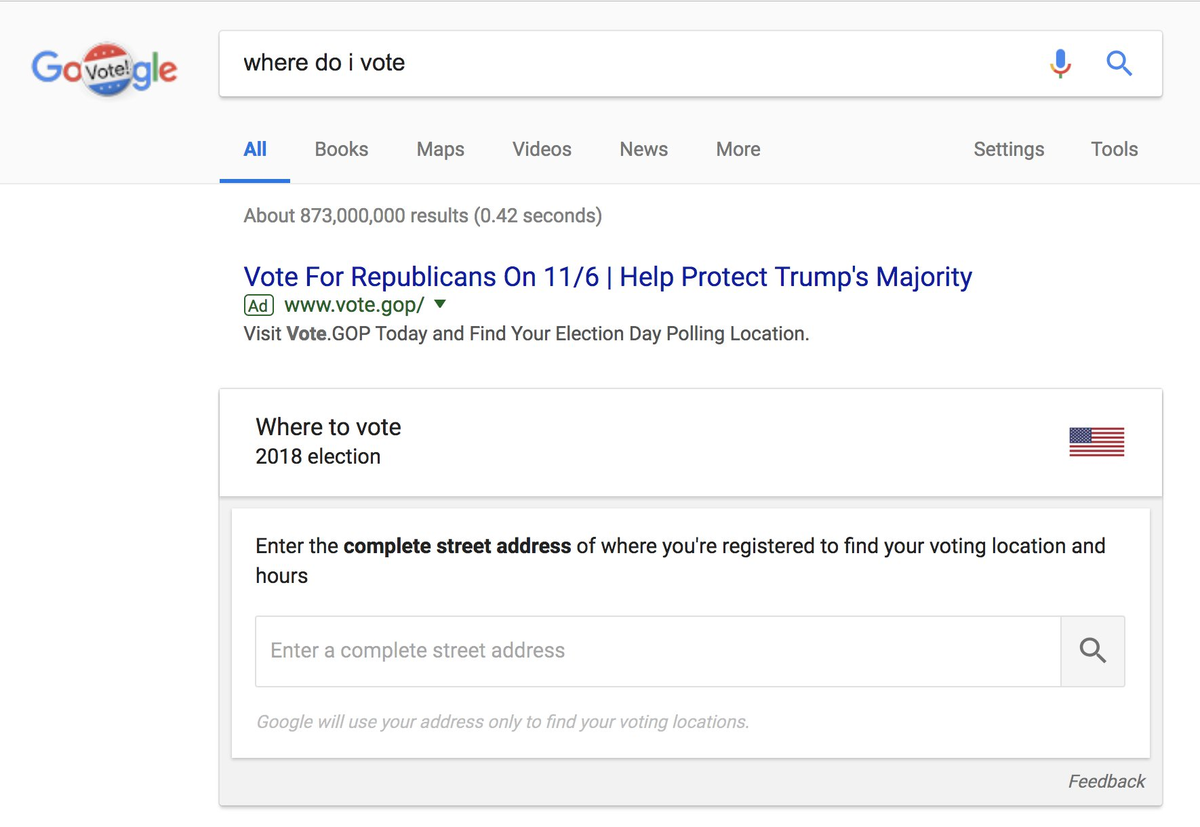 GoVote!gle
where do i vote
All Books Maps Videos News More Settings Tools
About 873,000,000 results (0.42 seconds)
Vote For Republicans On 11/6 | Help Protect Trump's Majority
Ad www.vote.gop/
Visit Vote.GOP Today and Find Your Election Day Polling Location.
Where to vote
2018 election
Enter the complete street address of where you're registered to find your voting location and
hours
Enter a complete street address
Google will use your address only to find your voting locations.
Feedback